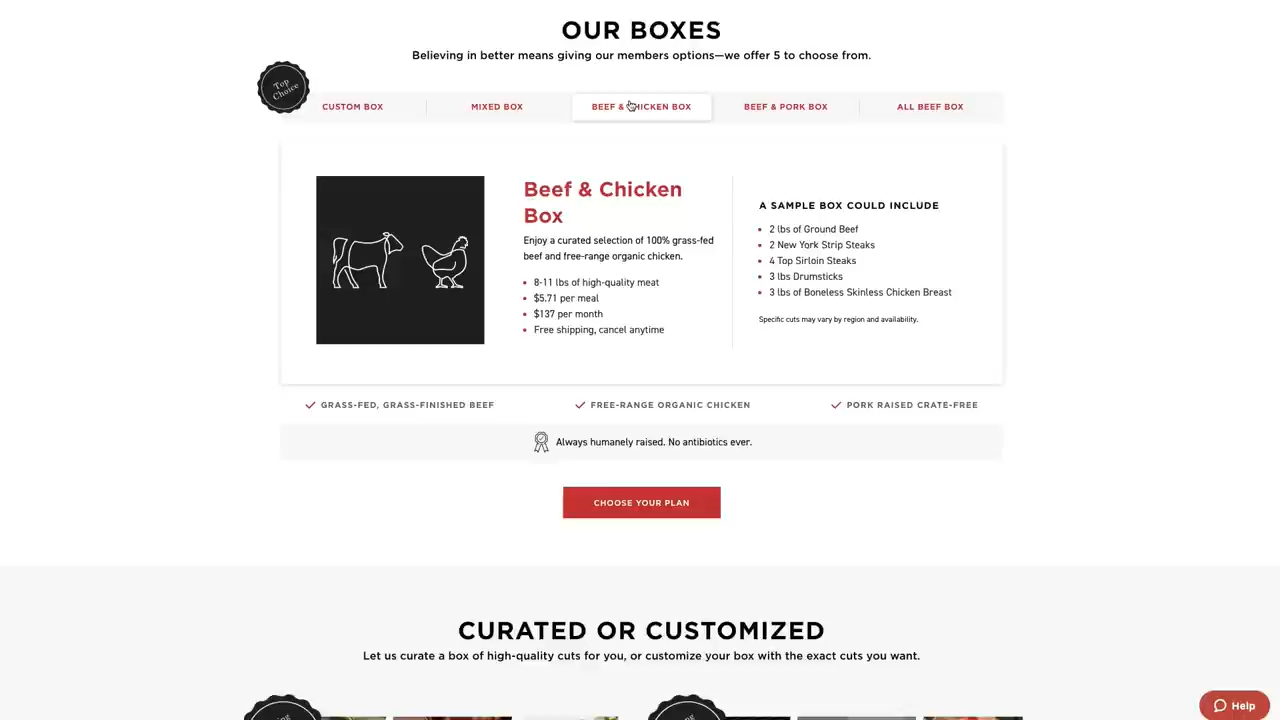 OUR BOXES
Believing in better means giving our members options—we offer 5 to choose from.
Top
Choice
CUSTOM BOX
MIXED BOX
BEEF & CHICKEN BOX
BEEF & PORK BOX
ALL BEEF BOX
Beef & Chicken
Box
Enjoy a curated selection of 100% grass-fed
beef and free-range organic chicken.
8-11 lbs of high-quality meat
$5.71 per meal
$137 per month
Free shipping, cancel anytime
A SAMPLE BOX COULD INCLUDE
2 lbs of Ground Beef
2 New York Strip Steaks
4 Top Sirloin Steaks
3 lbs Drumsticks
3 lbs of Boneless Skinless Chicken Breast
Specific cuts may vary by region and availability.
GRASS-FED, GRASS-FINISHED BEEF
FREE-RANGE ORGANIC CHICKEN
PORK RAISED CRATE-FREE
Always humanely raised. No antibiotics ever.
CHOOSE YOUR PLAN
CURATED OR CUSTOMIZED
Let us curate a box of high-quality cuts for you, or customize your box with the exact cuts you want.
Help